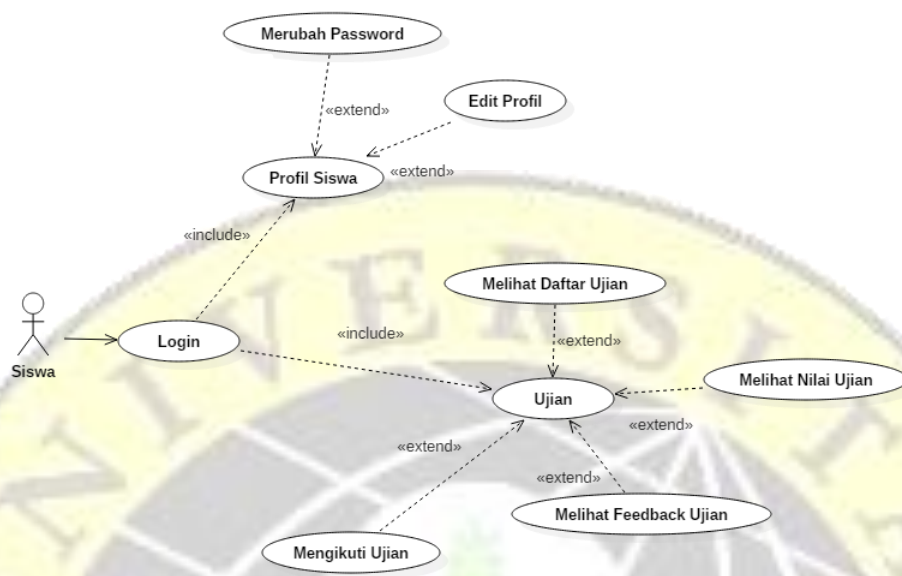 Merubah Password
Edit Profil
«extend»
Profil Siswa
«extend»
«include»
Melihat Daftar Ujian
Login
«include»
«extend»
Siswa
Melihat Nilai Ujian
Ujian
«extend»
«extend»
«extend»
Melihat Feedback Ujian
Mengikuti Ujian
UNIVERSIT